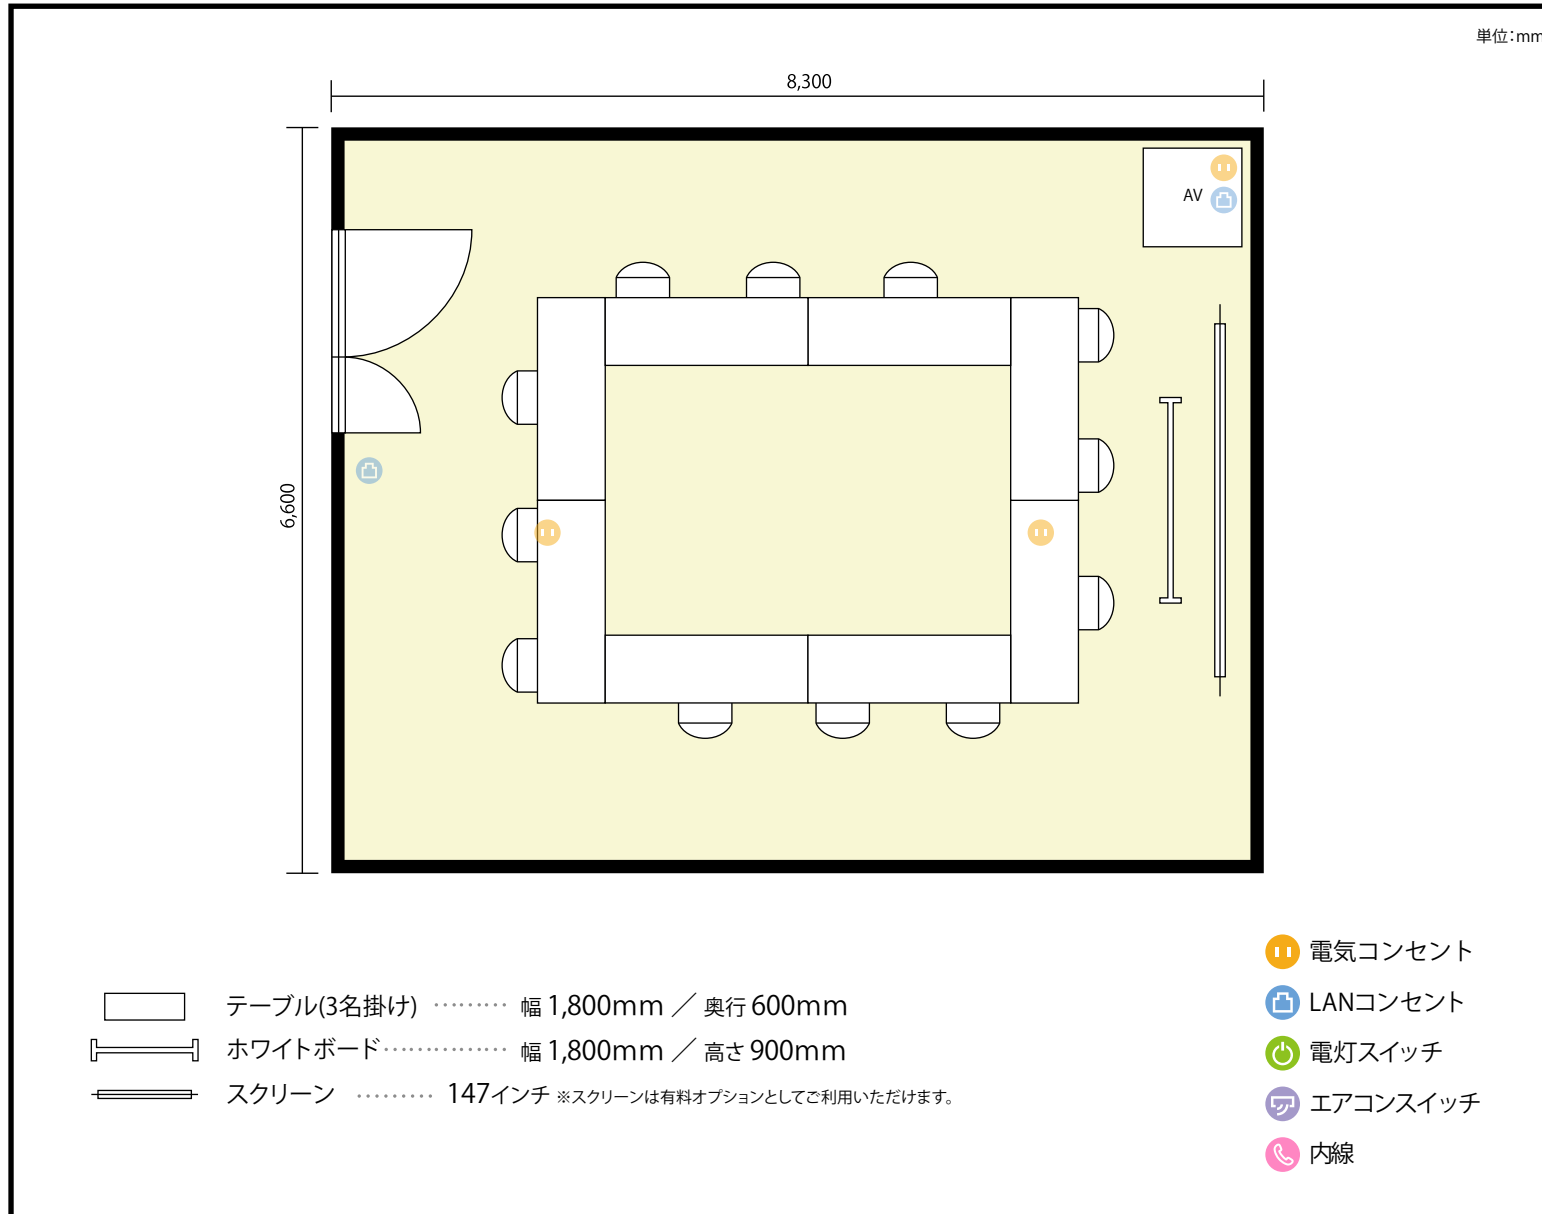 単位：mm
8,300
AV
6,600
テーブル(3名掛け) ········· 幅 1,800mm ／ 奥行 600mm
ホワイトボード ··············· 幅 1,800mm ／ 高さ 900mm
スクリーン ········· 147インチ ※スクリーンは有料オプションとしてご利用いただけます。
電気コンセント
LANコンセント
電灯スイッチ
エアコンスイッチ
内線